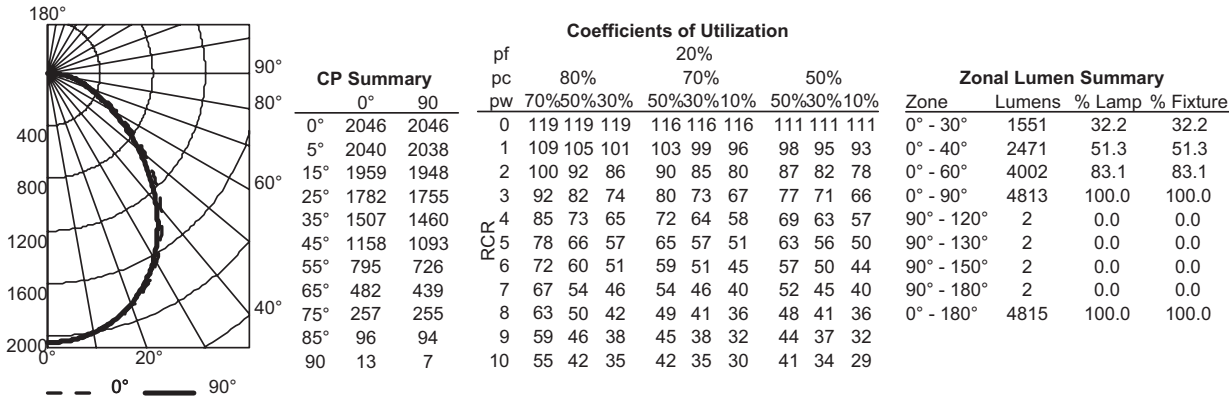 180°
90°
80°
60°
40°
400
800
1200
1600
2000
0°
20°
0°
90°
CP Summary
0° 90
0° 2046 2046
5° 2040 2038
15° 1959 1948
25° 1782 1755
35° 1507 1460
45° 1158 1093
55° 795 726
65° 482 439
75° 257 255
85° 96 94
90 13 7
Coefficients of Utilization
pf 20%
pc 80% 70% 50%
pw 70%50%30% 50%30%10% 50%30%10%
RCR
0 119 119 119 116 116 116 111 111 111
1 109 105 101 103 99 96 98 95 93
2 100 92 86 90 85 80 87 82 78
3 92 82 74 80 73 67 77 71 66
4 85 73 65 72 64 58 69 63 57
5 78 66 57 65 57 51 63 56 50
6 72 60 51 59 51 45 57 50 44
7 67 54 46 54 46 40 52 45 40
8 63 50 42 49 41 36 48 41 36
9 59 46 38 45 38 32 44 37 32
10 55 42 35 42 35 30 41 34 29
Zonal Lumen Summary
Zone Lumens % Lamp % Fixture
0° - 30° 1551 32.2 32.2
0° - 40° 2471 51.3 51.3
0° - 60° 4002 83.1 83.1
0° - 90° 4813 100.0 100.0
90° - 120° 2 0.0 0.0
90° - 130° 2 0.0 0.0
90° - 150° 2 0.0 0.0
90° - 180° 2 0.0 0.0
0° - 180° 4815 100.0 100.0